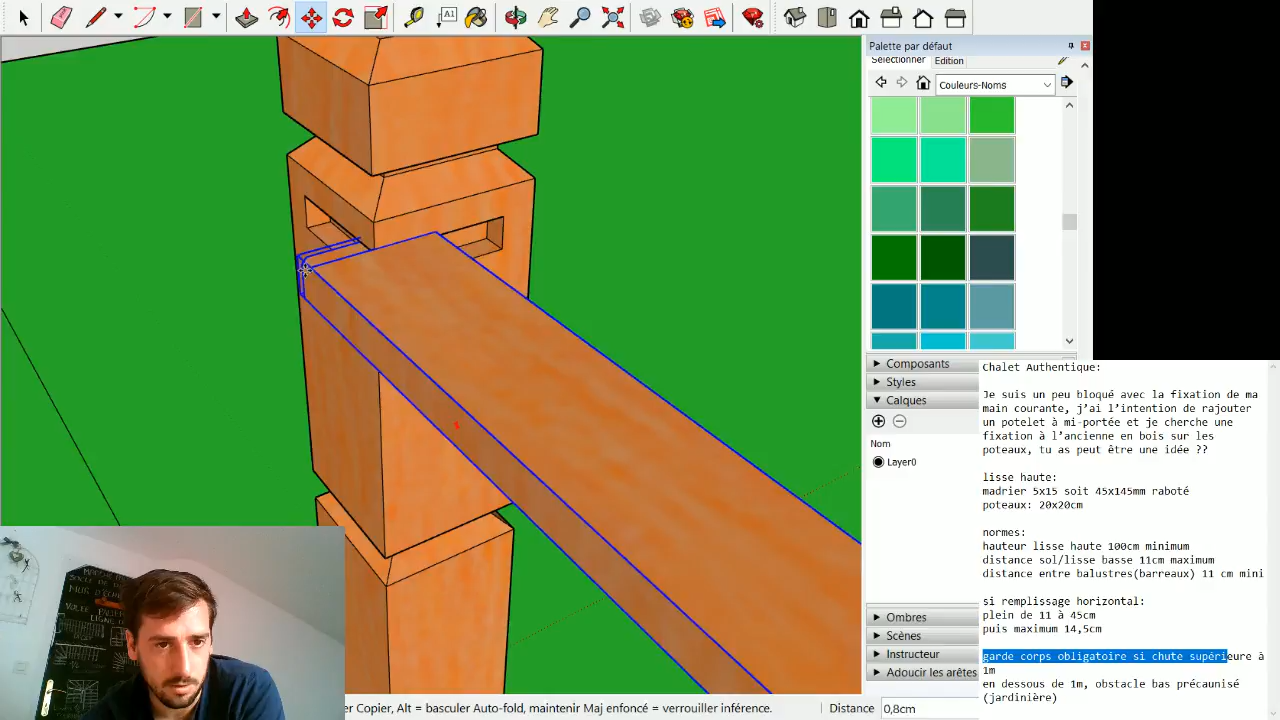 A1
Palette par défaut
Sélectionner Edition
Couleurs-Noms
Composants
Styles
Calques
Nom
Layer0
Ombres
Scènes
Instructeur
Adoucir les arêtes
Chalet Authentique:
Je suis un peu bloqué avec la fixation de ma
main courante, j’ai l’intention de rajouter
un potelet à mi-portée et je cherche une
fixation à l’ancienne en bois sur les
poteaux, tu as peut être une idée ??
lisse haute:
madrier 5x15 soit 45x145mm raboté
poteaux: 20x20cm
normes:
hauteur lisse haute 100cm minimum
distance sol/lisse basse 11cm maximum
distance entre balustres(barreaux) 11 cm mini
si remplissage horizontal:
plein de 11 à 45cm
puis maximum 14,5cm
garde corps obligatoire si chute supérieure à
1m
en dessous de 1m, obstacle bas précaunisé
(jardinière)
er Copier, Alt = basculer Auto-fold, maintenir Maj enfoncé = verrouiller inférence.
Distance 0,8cm